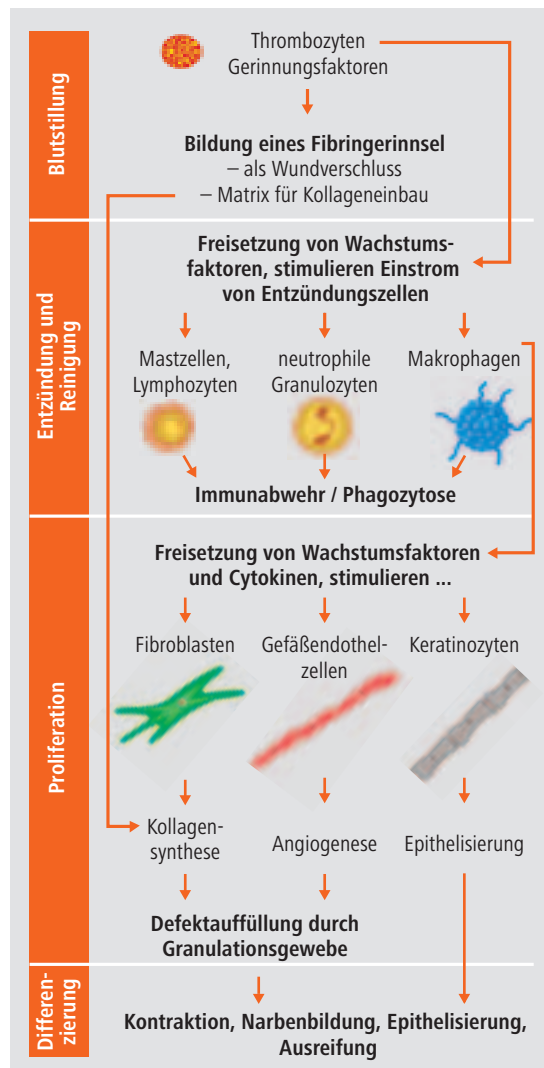 Blutstillung
Thrombozyten
Gerinnungsfaktoren
Bildung eines Fibringerinnsel
– als Wundverschluss
– Matrix für Kollageneinbau
Entzündung und
Reinigung
Freisetzung von Wachstums-
faktoren, stimulieren Einstrom
von Entzündungszellen
Mastzellen,
Lymphozyten
neutrophile
Granulozyten
Makrophagen
Immunabwehr / Phagozytose
Proliferation
Freisetzung von Wachstumsfaktoren
und Cytokinen, stimulieren ...
Fibroblasten
Gefäßendothel-
zellen
Keratinozyten
Kollagen-
synthese
Angiogenese
Epithelisierung
Defektauffüllung durch
Granulationsgewebe
Differen-
zierung
Kontraktion, Narbenbildung, Epithelisierung,
Ausreifung